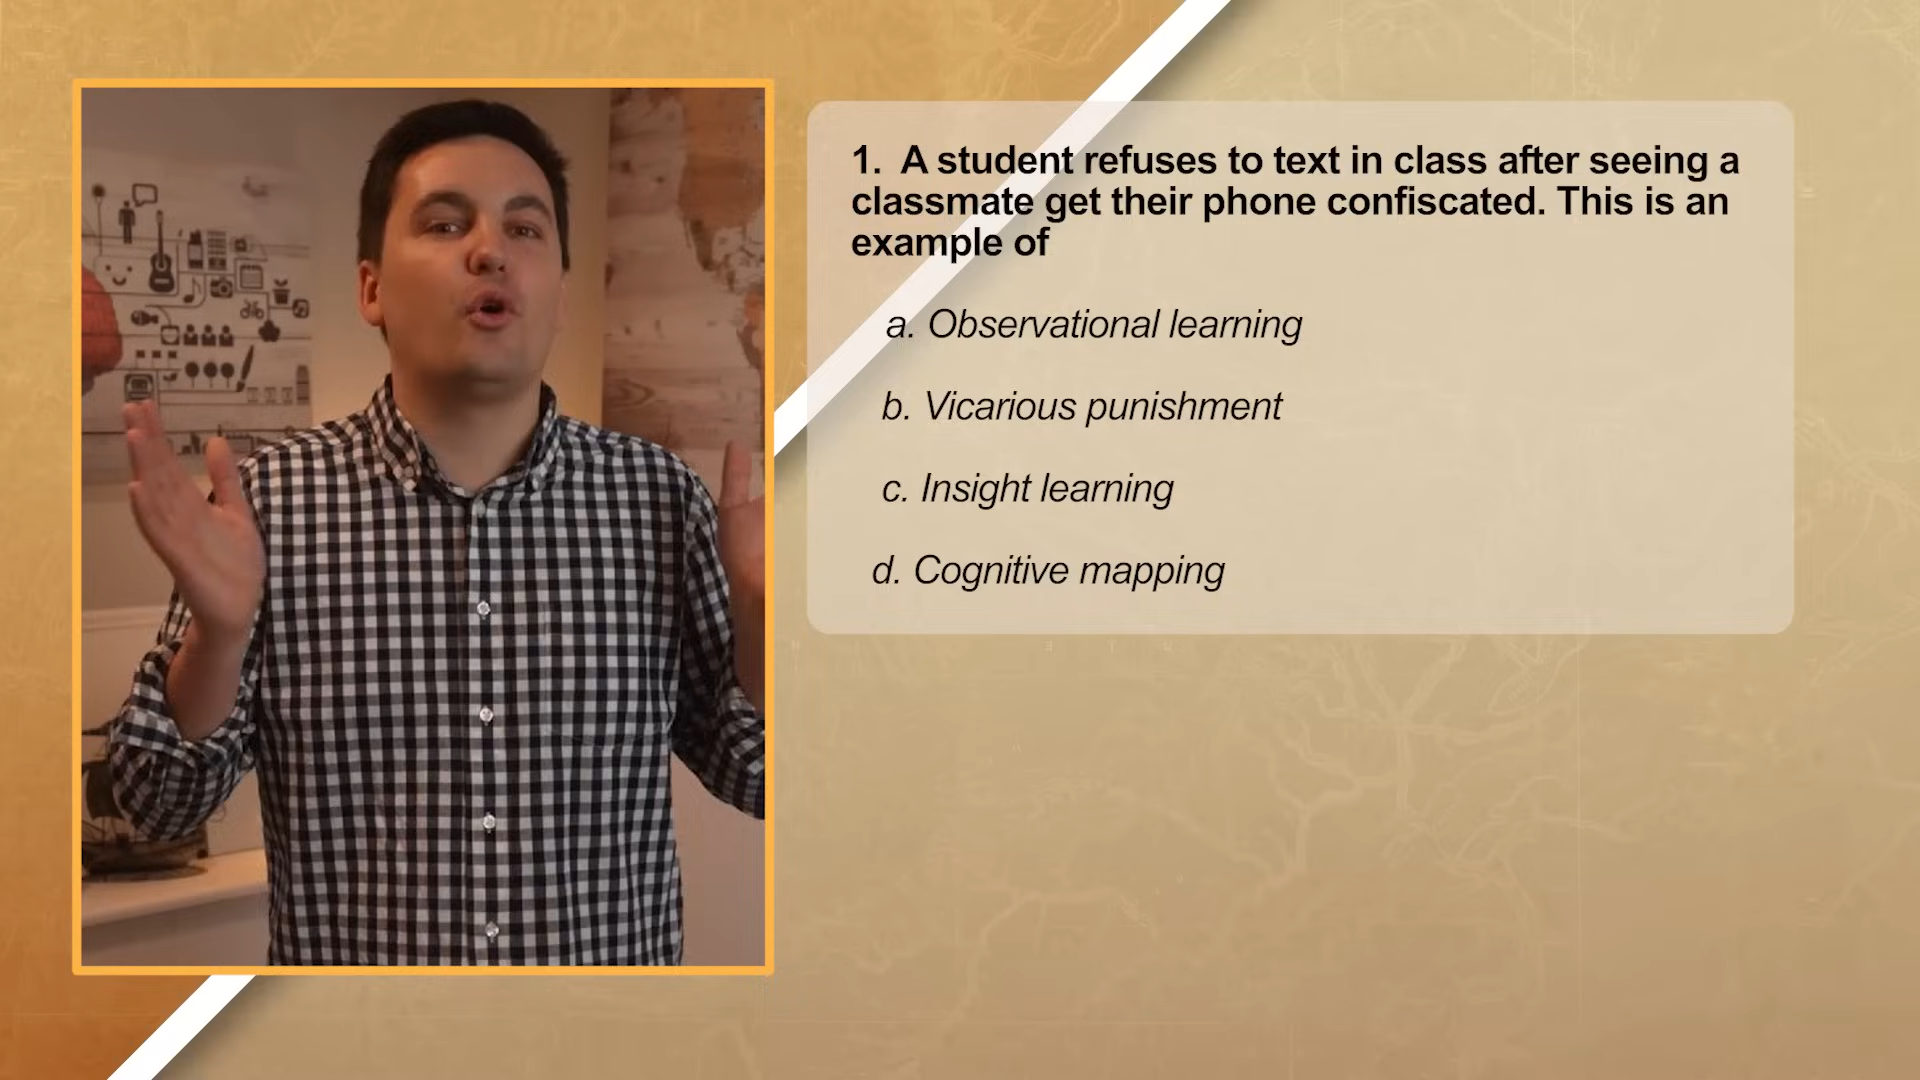 1. A student refuses to text in class after seeing a
classmate get their phone confiscated. This is an
example of
a. Observational learning
b. Vicarious punishment
c. Insight learning
d. Cognitive mapping